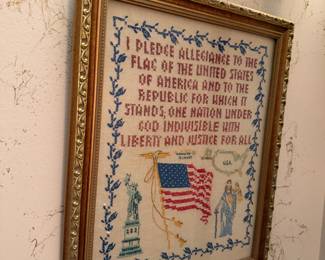 I PLEDGE ALLEGIANCE TO THE
FLAG OF THE UNITED STATES
OF AMERICA AND TO THE
REPUBLIC FOR WHICH IT
STANDS; ONE NATION UNDER
GOD INDIVISIBLE WITH
LIBERTY AND JUSTICE FOR ALL
USA